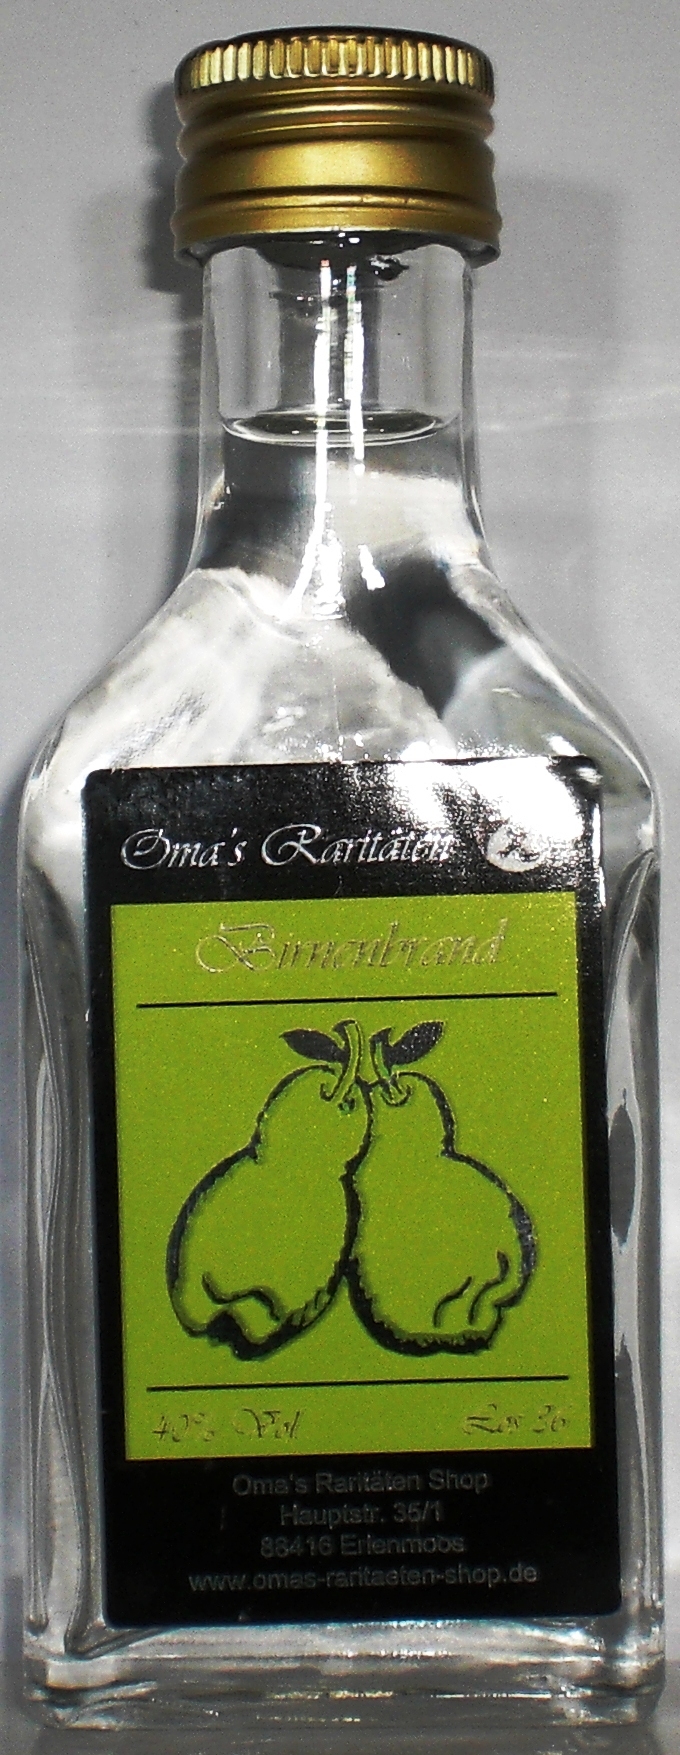 Oma's Raritäten
Birnenbrand
40% Vol Los 36
Oma's Raritäten Shop
Hauptstr. 35/1
88416 Erlenmoos
www.omas-raritaeten-shop.de